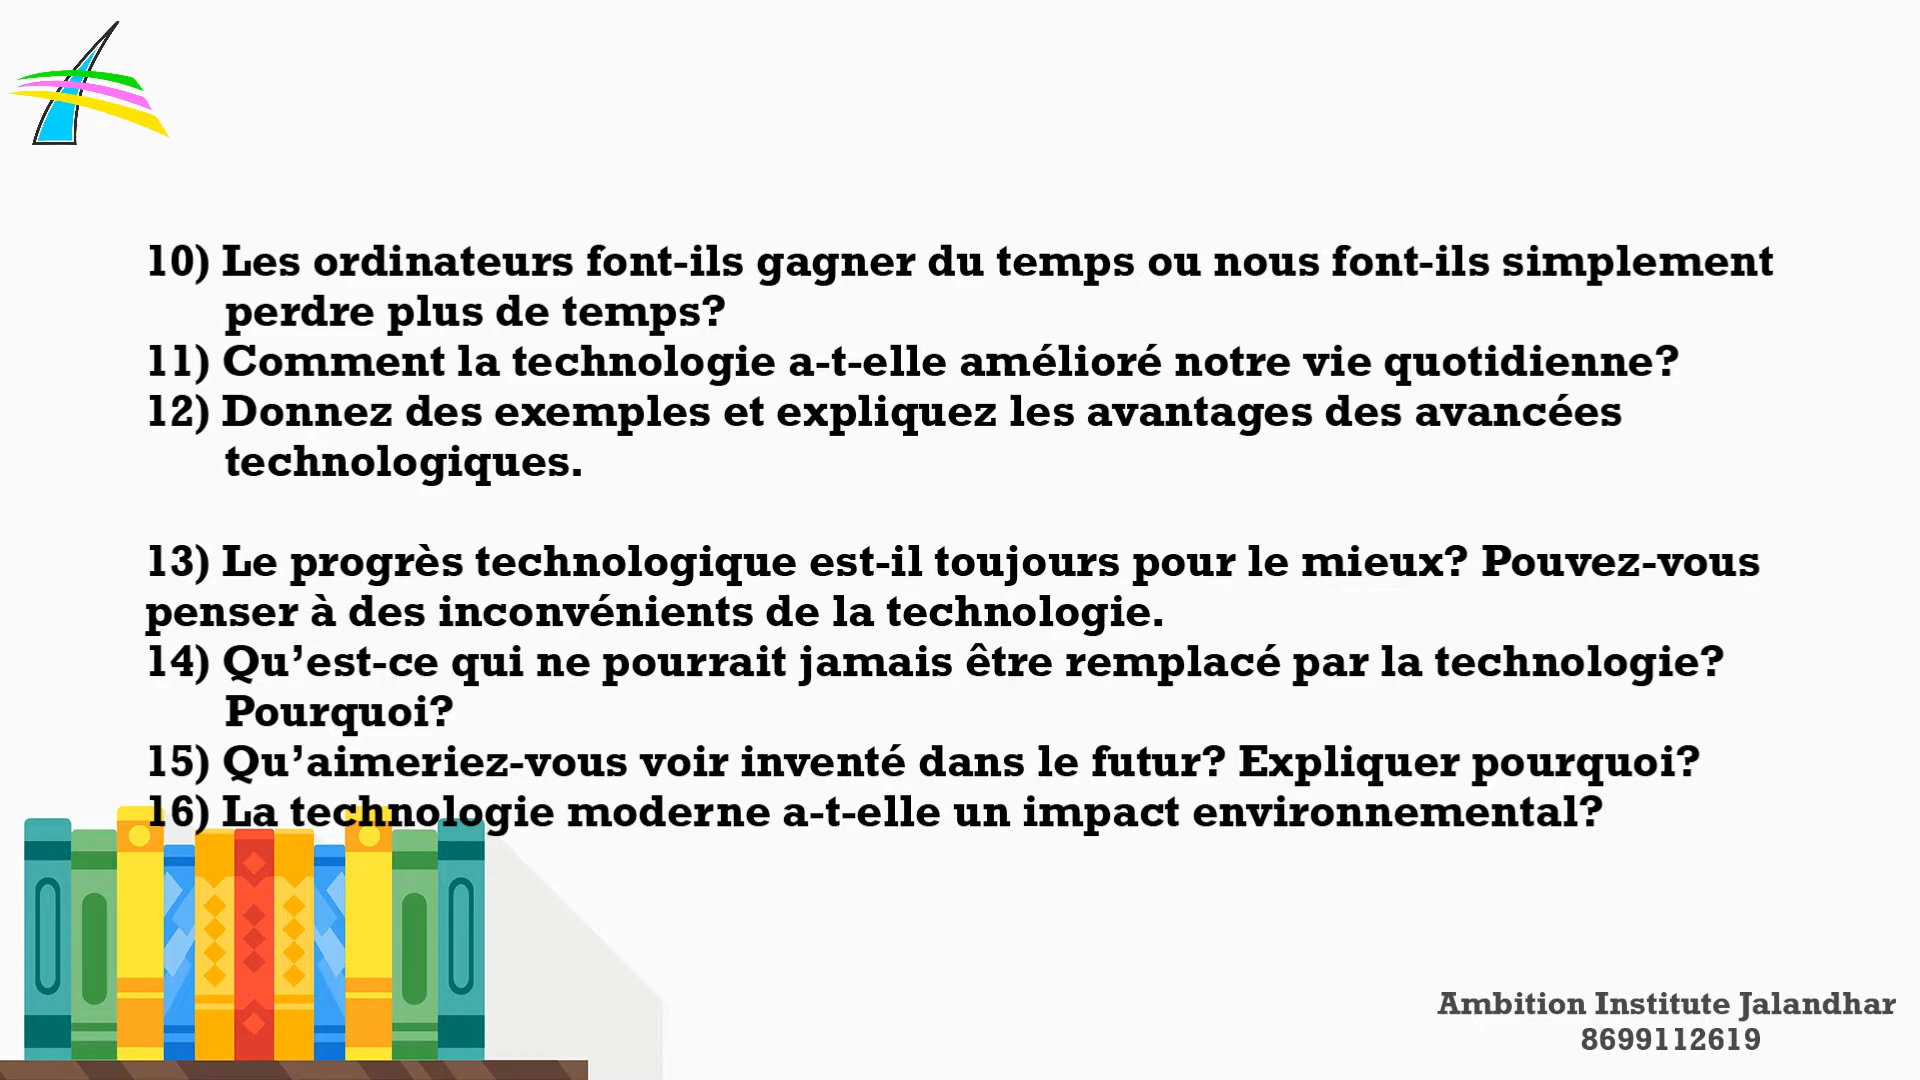 10) Les ordinateurs font-ils gagner du temps ou nous font-ils simplement
perdre plus de temps?
11) Comment la technologie a-t-elle amélioré notre vie quotidienne?
12) Donnez des exemples et expliquez les avantages des avancées
technologiques.
13) Le progrès technologique est-il toujours pour le mieux? Pouvez-vous
penser à des inconvénients de la technologie.
14) Qu’est-ce qui ne pourrait jamais être remplacé par la technologie?
Pourquoi?
15) Qu’aimeriez-vous voir inventé dans le futur? Expliquer pourquoi?
16) La technologie moderne a-t-elle un impact environnemental?
Ambition Institute Jalandhar
8699112619